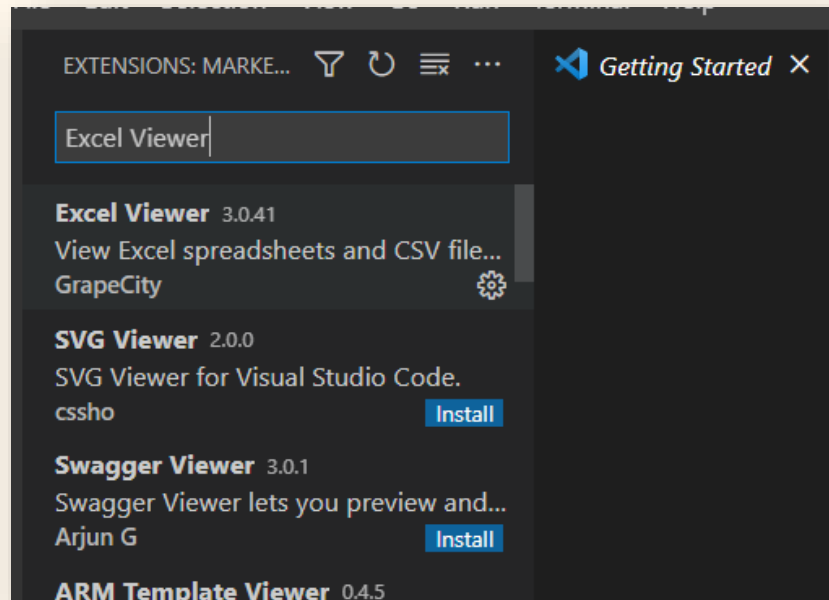 EXTENSIONS: MARKE...
Getting Started
Excel Viewer
Excel Viewer 3.0.41
View Excel spreadsheets and CSV file...
GrapeCity
SVG Viewer 2.0.0
SVG Viewer for Visual Studio Code.
cssho
Install
Swagger Viewer 3.0.1
Swagger Viewer lets you preview and...
Arjun G
Install
ARM Template Viewer 0.4.5